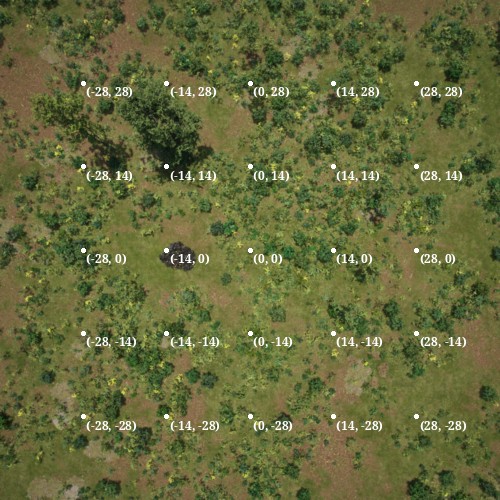 (-28, 28) (-14, 28) (0, 28) (14, 28) (28, 28)
(-28, 14) (-14, 14) (0, 14) (14, 14) (28, 14)
(-28, 0) (-14, 0) (0, 0) (14, 0) (28, 0)
(-28, -14) (-14, -14) (0, -14) (14, -14) (28, -14)
(-28, -28) (-14, -28) (0, -28) (14, -28) (28, -28)